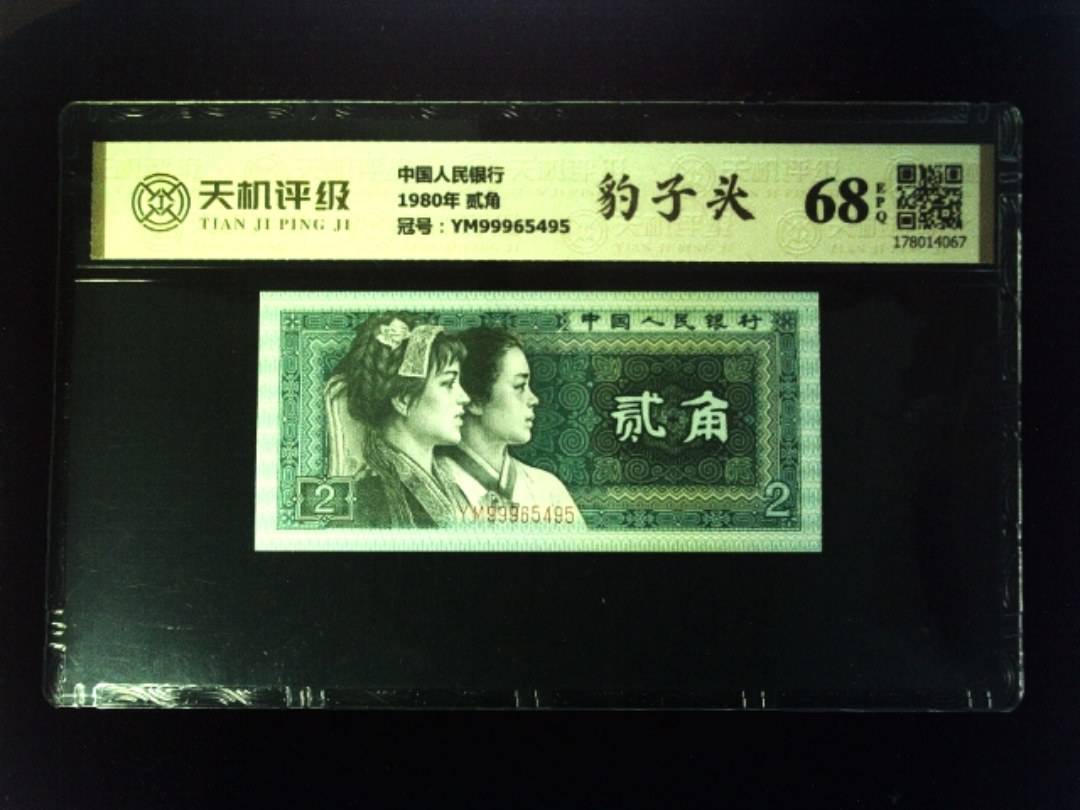 天机评级
TIAN JI PING JI
中国人民银行
1980年 贰角
冠号：YM99965495
豹子头
68
EPQ
178014067
中国人民银行
贰角
2
2
YM99965495